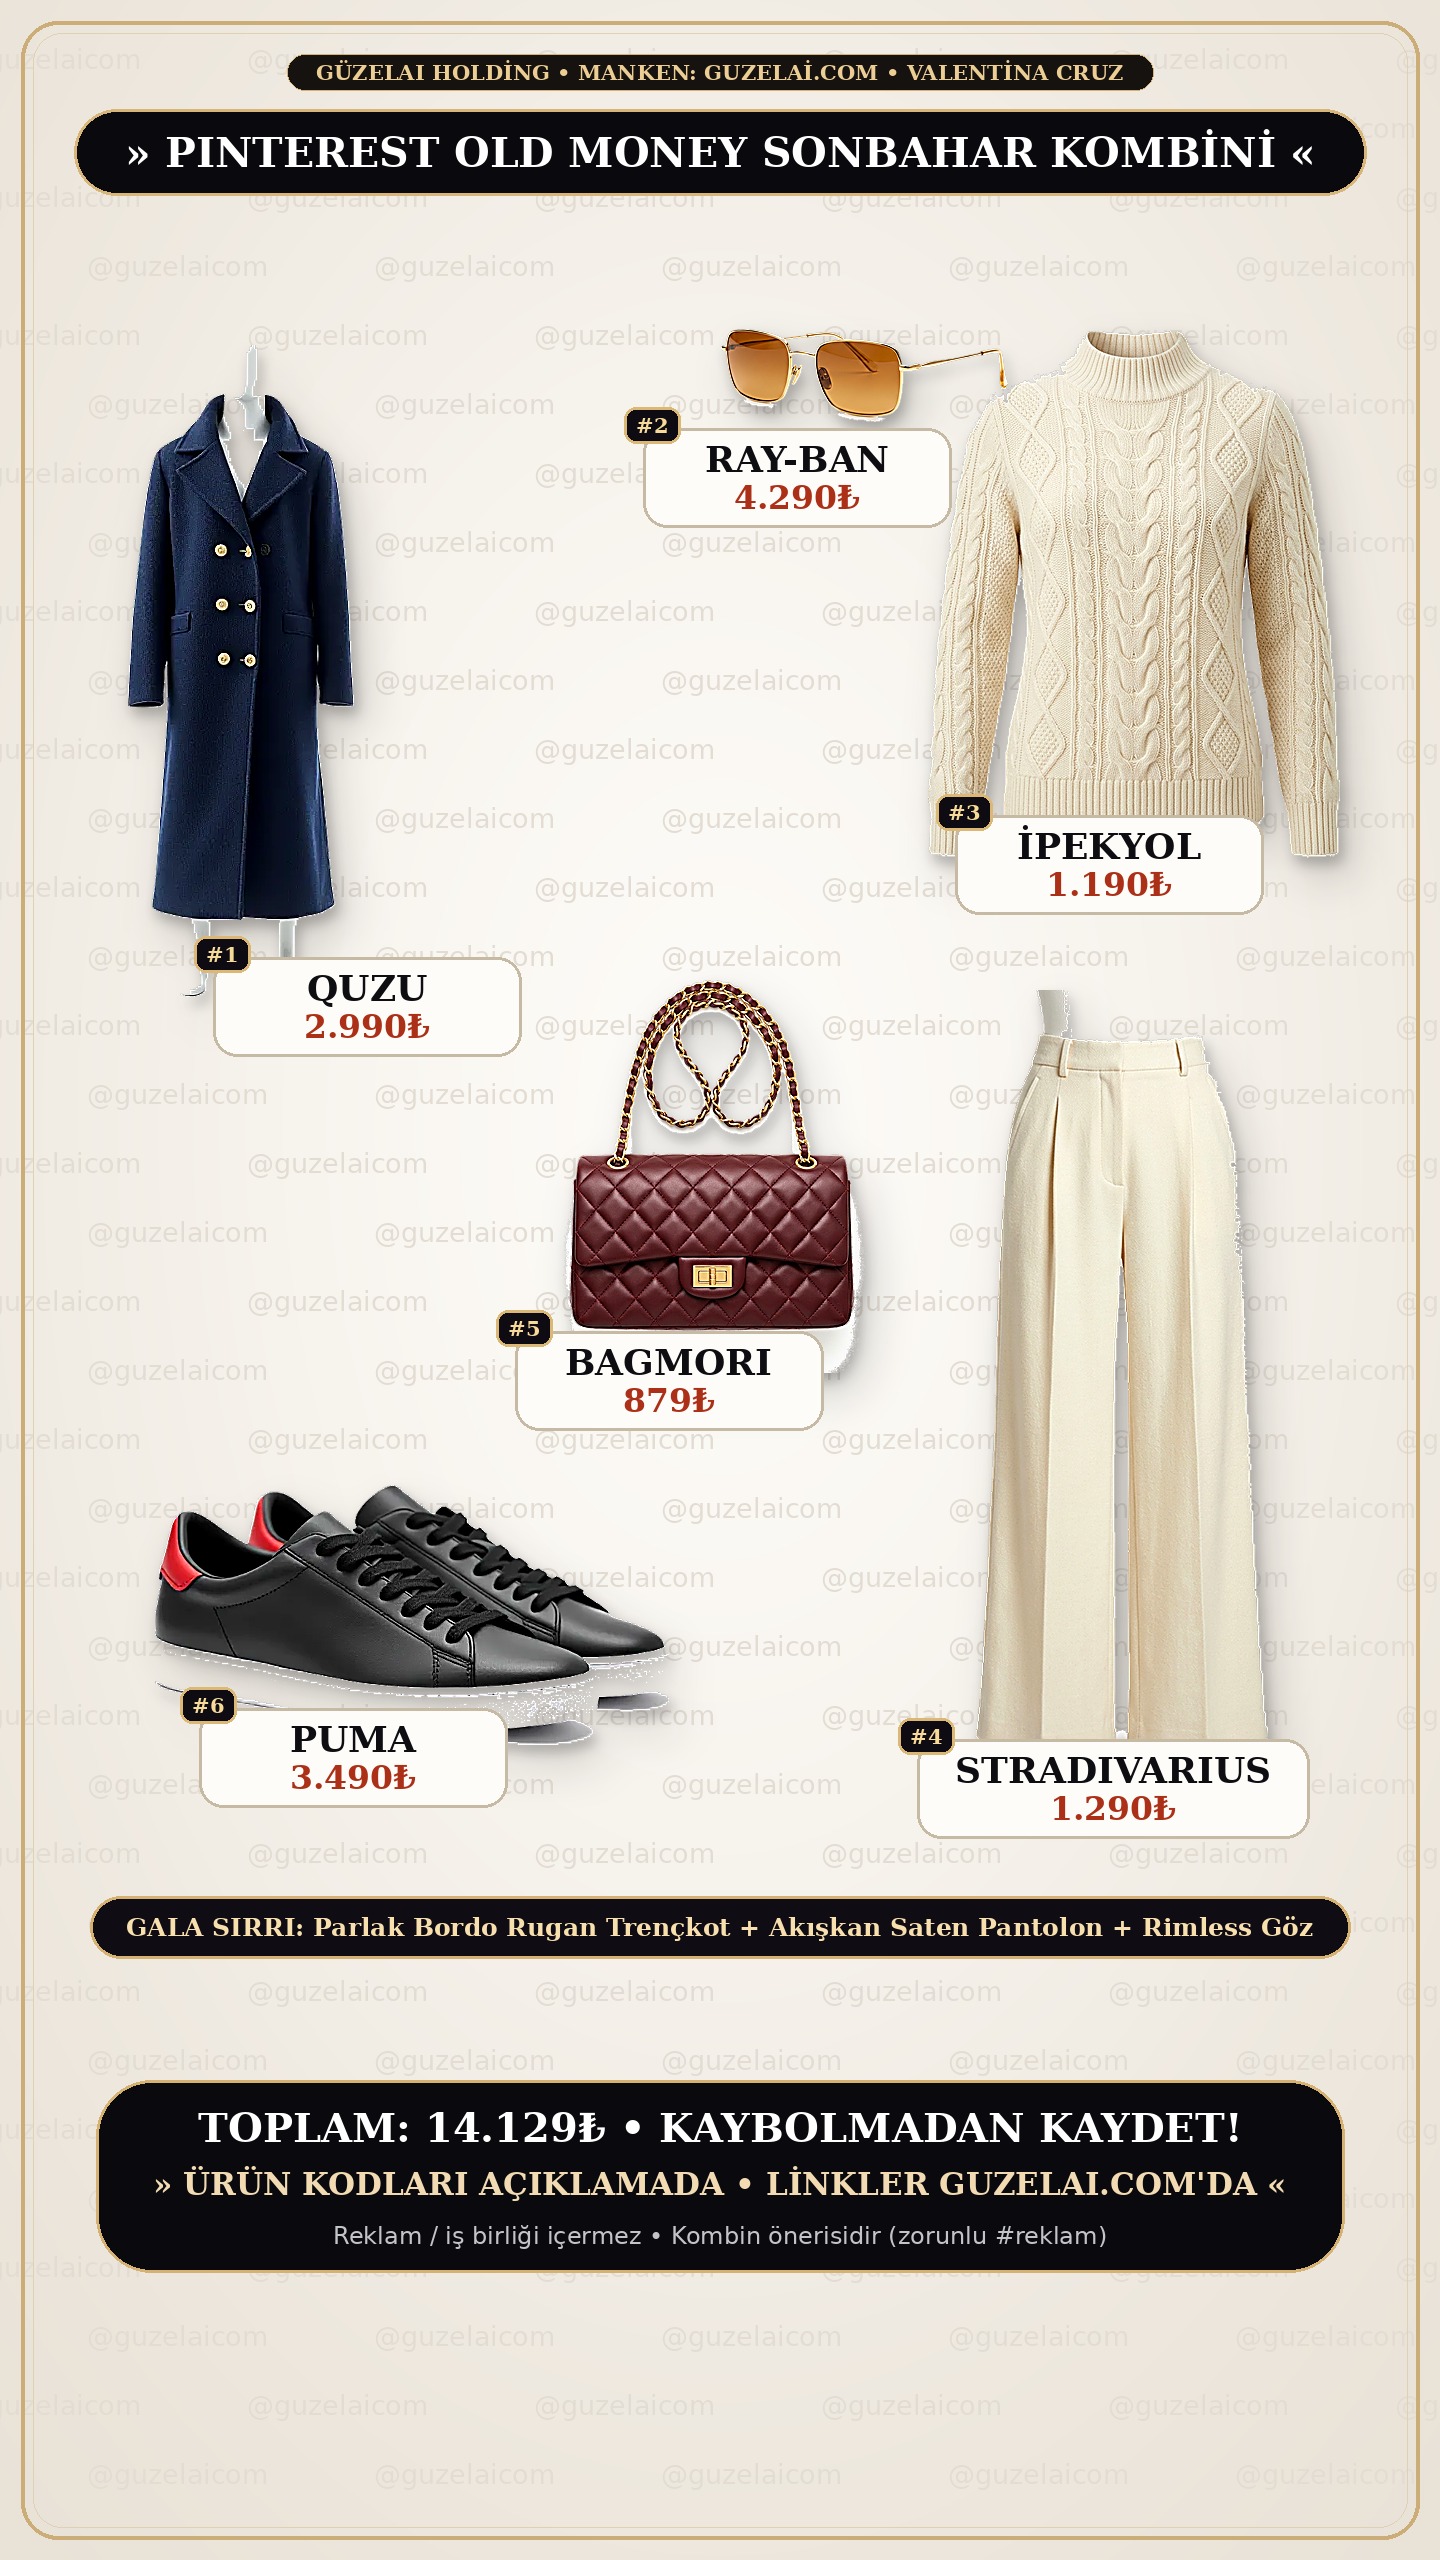 GÜZELAI HOLDİNG • MANKEN: GUZELAİ.COM • VALENTİNA CRUZ
» PINTEREST OLD MONEY SONBAHAR KOMBİNİ «
#2
RAY-BAN
4.290₺
#3
İPEKYOL
1.190₺
#1
QUZU
2.990₺
#5
BAGMORI
879₺
#6
PUMA
3.490₺
#4
STRADIVARIUS
1.290₺
GALA SIRRI: Parlak Bordo Rugan Trençkot + Akışkan Saten Pantolon + Rimless Göz
TOPLAM: 14.129₺ • KAYBOLMADAN KAYDET!
» ÜRÜN KODLARI AÇIKLAMADA • LİNKLER GUZELAI.COM'DA «
Reklam / iş birliği içermez • Kombin önerisidir (zorunlu #reklam)
@guzelaicom